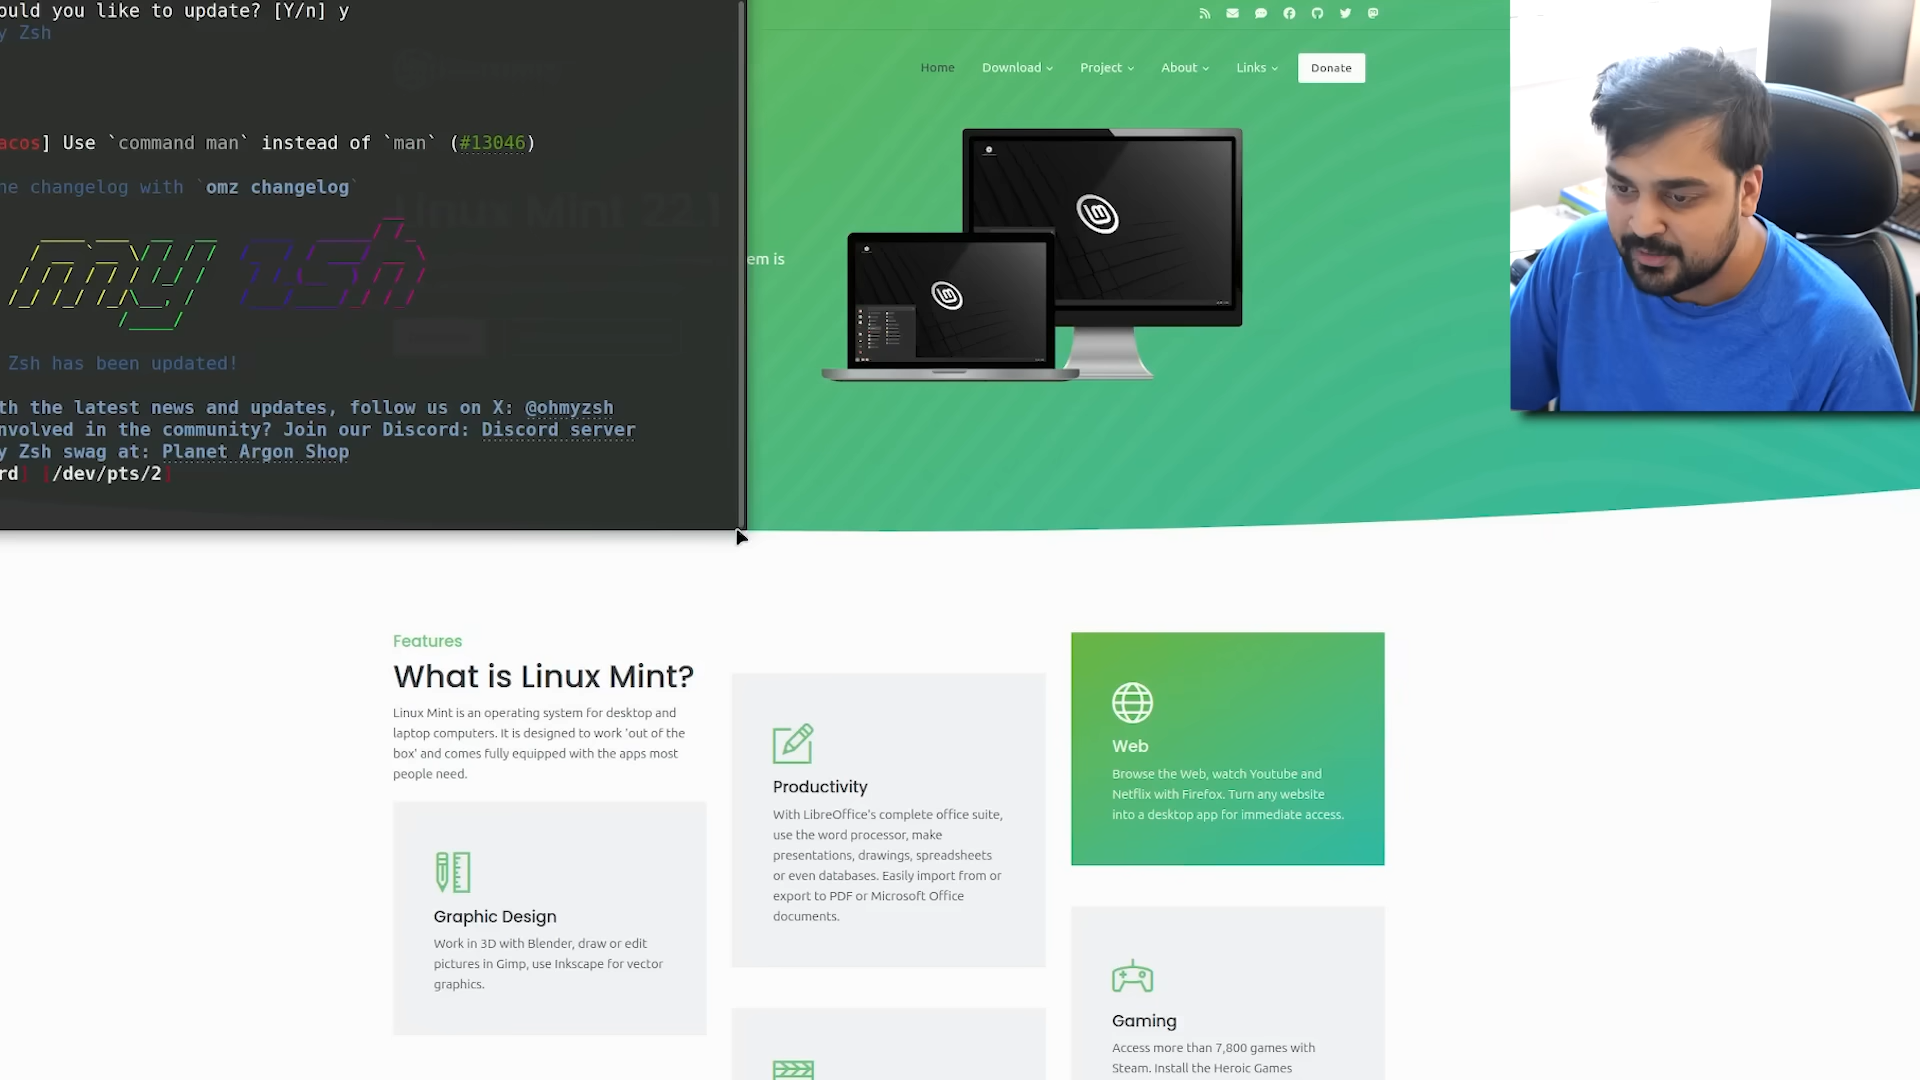 ould you like to update? [Y/n] y
y Zsh
acos] Use `command man` instead of `man` (#13046)
he changelog with `omz changelog`
my zsh
Zsh has been updated!
th the latest news and updates, follow us on X: @ohmyzsh
nvolved in the community? Join our Discord: Discord server
y Zsh swag at: Planet Argon Shop
rd] [/dev/pts/2]
Linux Mint 22.1
em is
Home
Download
Project
About
Links
Donate
Features
What is Linux Mint?
Linux Mint is an operating system for desktop and
laptop computers. It is designed to work 'out of the
box' and comes fully equipped with the apps most
people need.
Graphic Design
Work in 3D with Blender, draw or edit
pictures in Gimp, use Inkscape for vector
graphics.
Productivity
With LibreOffice's complete office suite,
use the word processor, make
presentations, drawings, spreadsheets
or even databases. Easily import from or
export to PDF or Microsoft Office
documents.
Web
Browse the Web, watch Youtube and
Netflix with Firefox. Turn any website
into a desktop app for immediate access.
Gaming
Access more than 7,800 games with
Steam. Install the Heroic Games